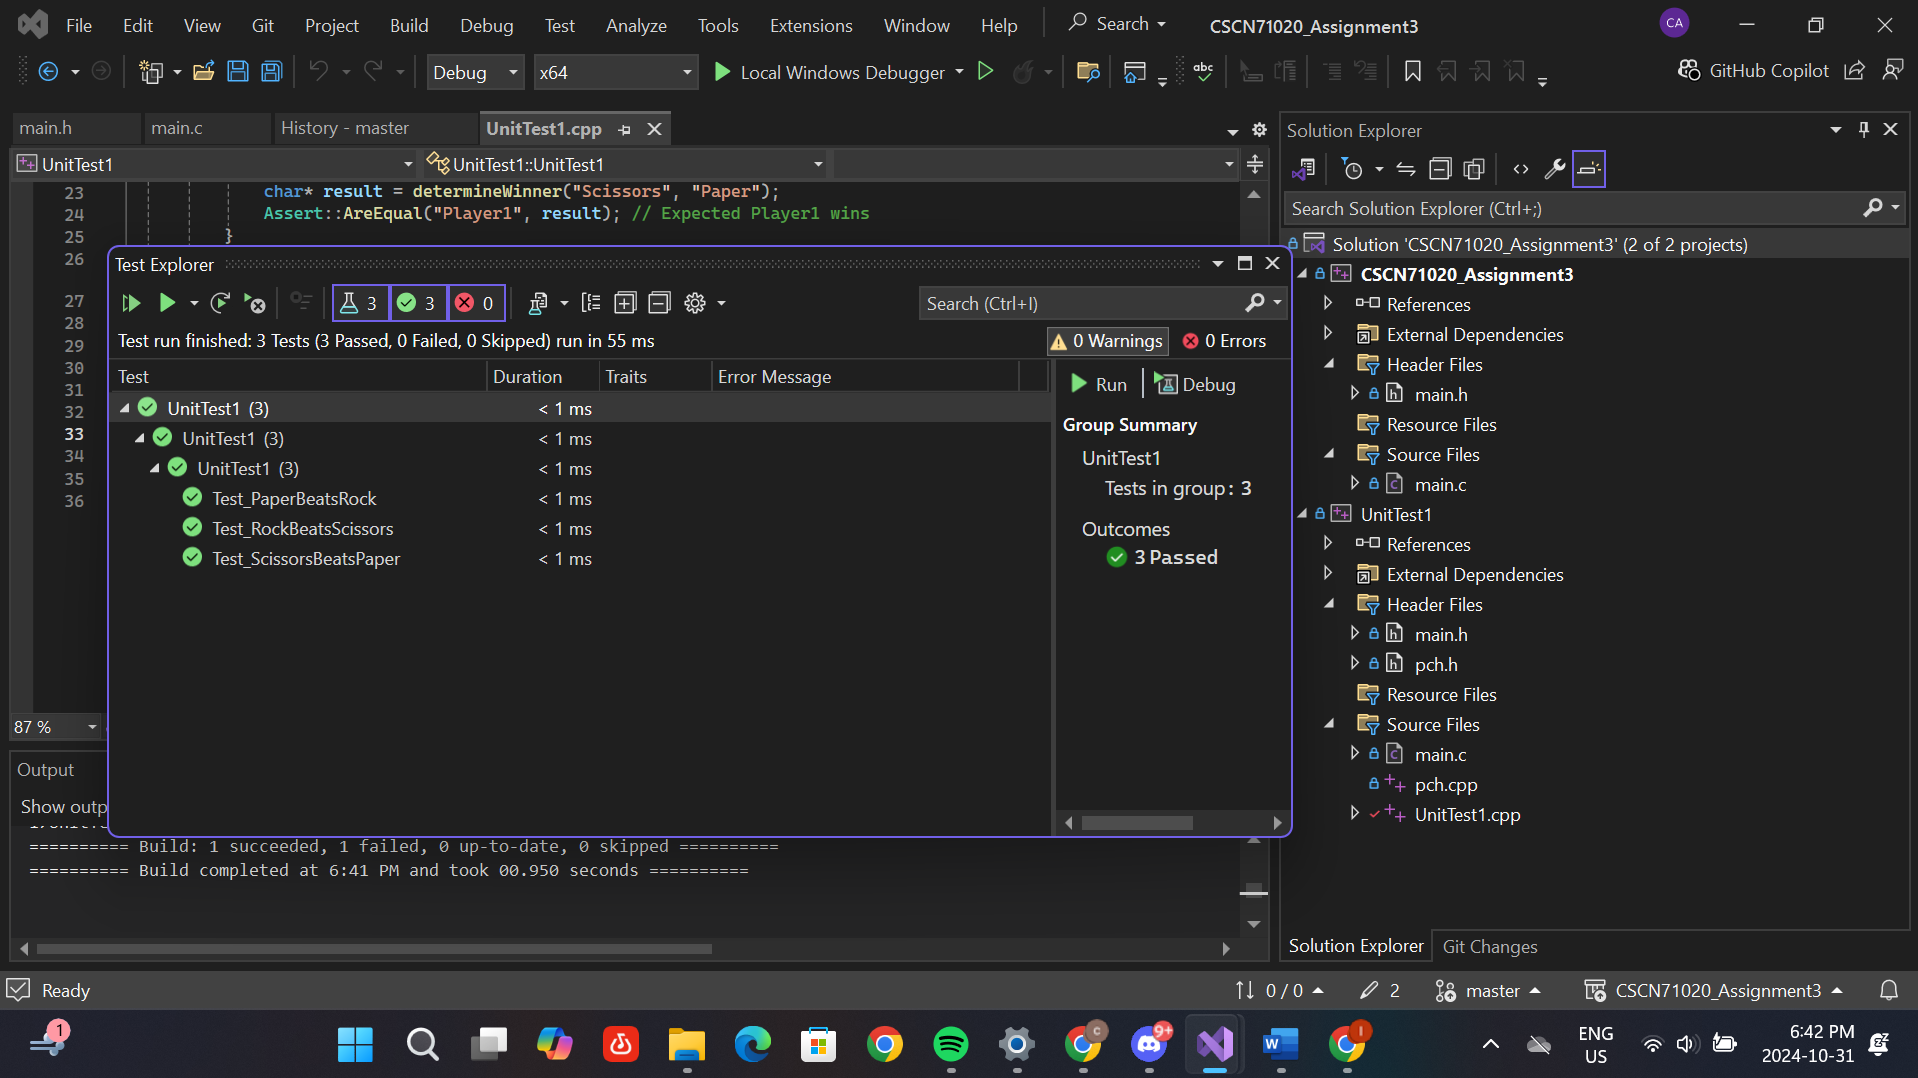 File Edit View Git Project Build Debug Test Analyze Tools Extensions Window Help Search CSCN71020_Assignment3 CA
Debug x64 Local Windows Debugger abc GitHub Copilot
main.h main.c History - master UnitTest1.cpp
UnitTest1 UnitTest1::UnitTest1
23 char* result = determineWinner("Scissors", "Paper");
24 Assert::AreEqual("Player1", result); // Expected Player1 wins
25 }
26
27
28
29
30
31
32
33
34
35
36
87 %
Test Explorer
3 3 0
Search (Ctrl+I)
Test run finished: 3 Tests (3 Passed, 0 Failed, 0 Skipped) run in 55 ms
0 Warnings 0 Errors
Test Duration Traits Error Message
UnitTest1 (3) < 1 ms
UnitTest1 (3) < 1 ms
UnitTest1 (3) < 1 ms
Test_PaperBeatsRock < 1 ms
Test_RockBeatsScissors < 1 ms
Test_ScissorsBeatsPaper < 1 ms
Run Debug
Group Summary
UnitTest1
Tests in group: 3
Outcomes
3 Passed
Output
Show outp
========== Build: 1 succeeded, 1 failed, 0 up-to-date, 0 skipped ==========
========== Build completed at 6:41 PM and took 00.950 seconds ==========
Solution Explorer
Search Solution Explorer (Ctrl+;)
Solution 'CSCN71020_Assignment3' (2 of 2 projects)
CSCN71020_Assignment3
References
External Dependencies
Header Files
main.h
Resource Files
Source Files
main.c
UnitTest1
References
External Dependencies
Header Files
main.h
pch.h
Resource Files
Source Files
main.c
pch.cpp
UnitTest1.cpp
Solution Explorer Git Changes
Ready 0 / 0 2 master CSCN71020_Assignment3
1 c 9+ W I
ENG
US
6:42 PM
2024-10-31